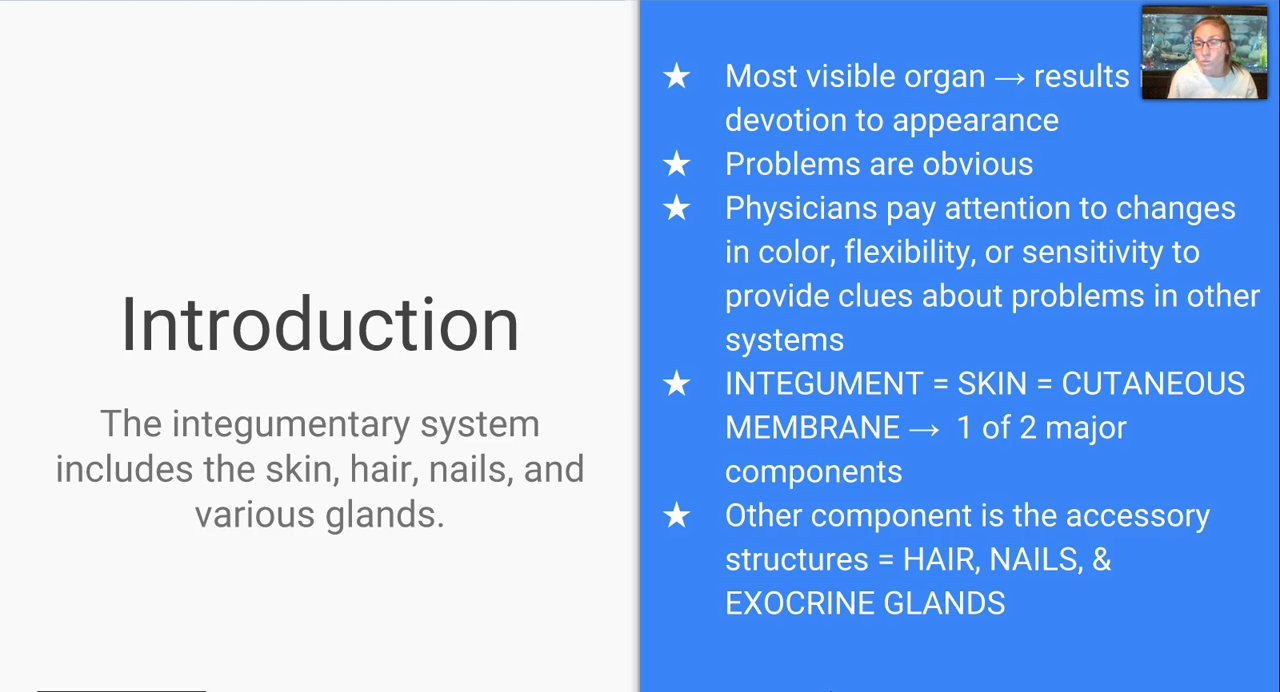 Introduction
The integumentary system
includes the skin, hair, nails, and
various glands.
★ Most visible organ → results
devotion to appearance
★ Problems are obvious
★ Physicians pay attention to changes
in color, flexibility, or sensitivity to
provide clues about problems in other
systems
★ INTEGUMENT = SKIN = CUTANEOUS
MEMBRANE → 1 of 2 major
components
★ Other component is the accessory
structures = HAIR, NAILS, &
EXOCRINE GLANDS